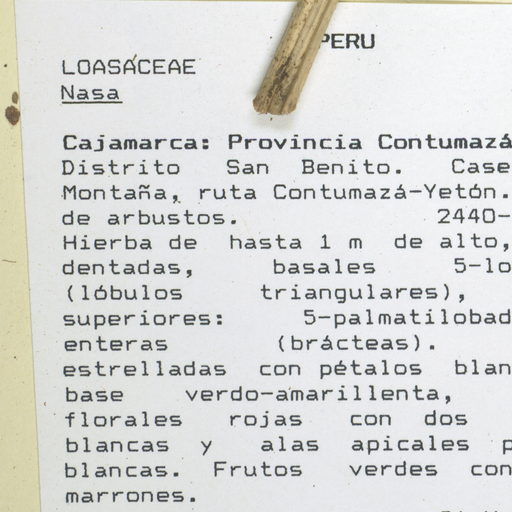 PERU
LOASACEAE
Nasa
Cajamarca: Provincia Contumazá
Distrito San Benito. Case
Montaña, ruta Contumazá-Yetón.
de arbustos. 2440-
Hierba de hasta 1 m de alto,
dentadas, basales 5-lo
(lóbulos triangulares),
superiores: 5-palmatilobad
enteras (brácteas).
estrelladas con pétalos blan
base verdo-amarillenta,
florales rojas con dos
blancas y alas apicales p
blancas. Frutos verdes con
marrones.